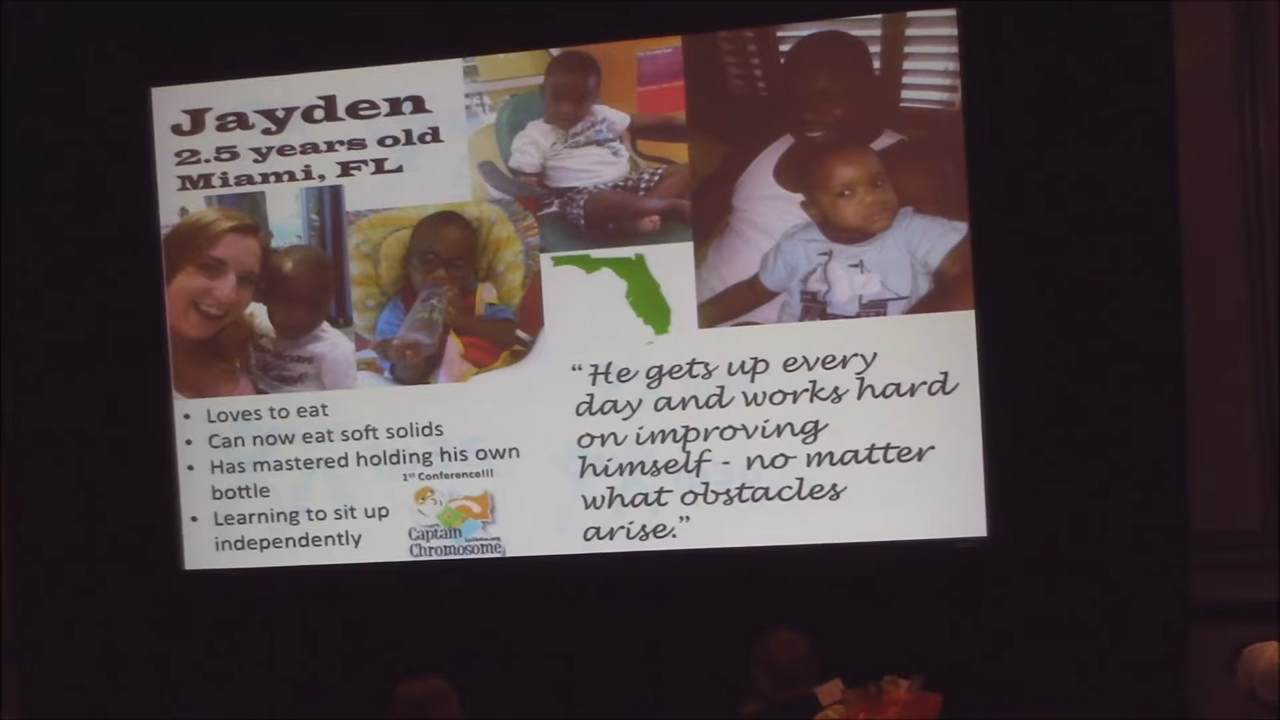 Jayden
2.5 years old
Miami, FL
• Loves to eat
• Can now eat soft solids
• Has mastered holding his own
bottle
• Learning to sit up
independently
1st Conference!!!
Captain
Chromosome
“He gets up every
day and works hard
on improving
himself - no matter
what obstacles
arise.”